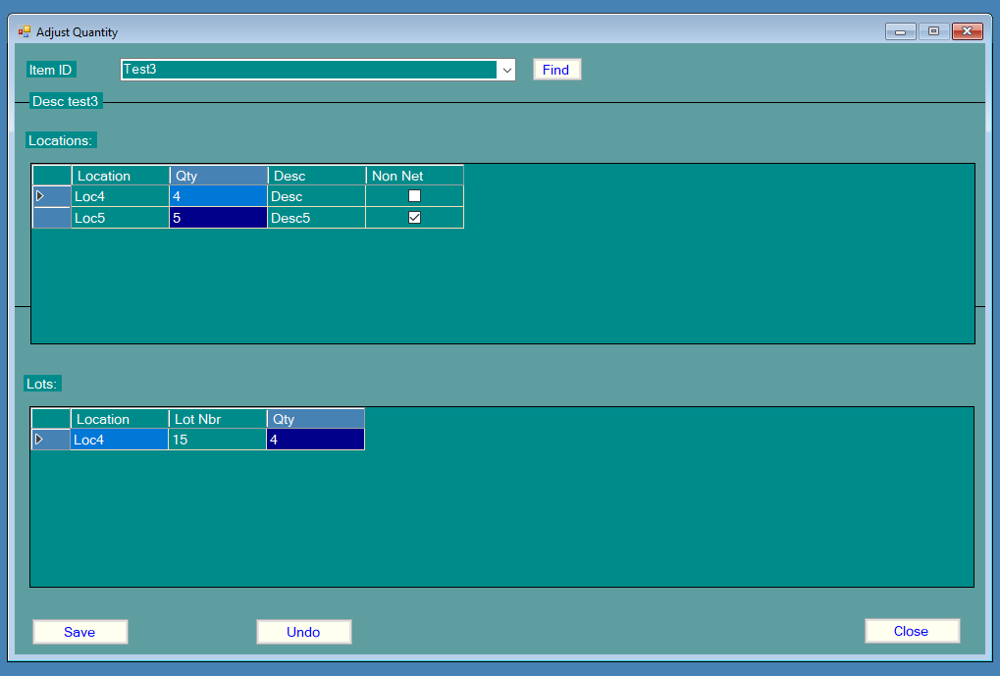 Adjust Quantity
Item ID Test3 Find
Desc test3
Locations:
Location Qty Desc Non Net
Loc4 4 Desc
Loc5 5 Desc5
Lots:
Location Lot Nbr Qty
Loc4 15 4
Save Undo Close